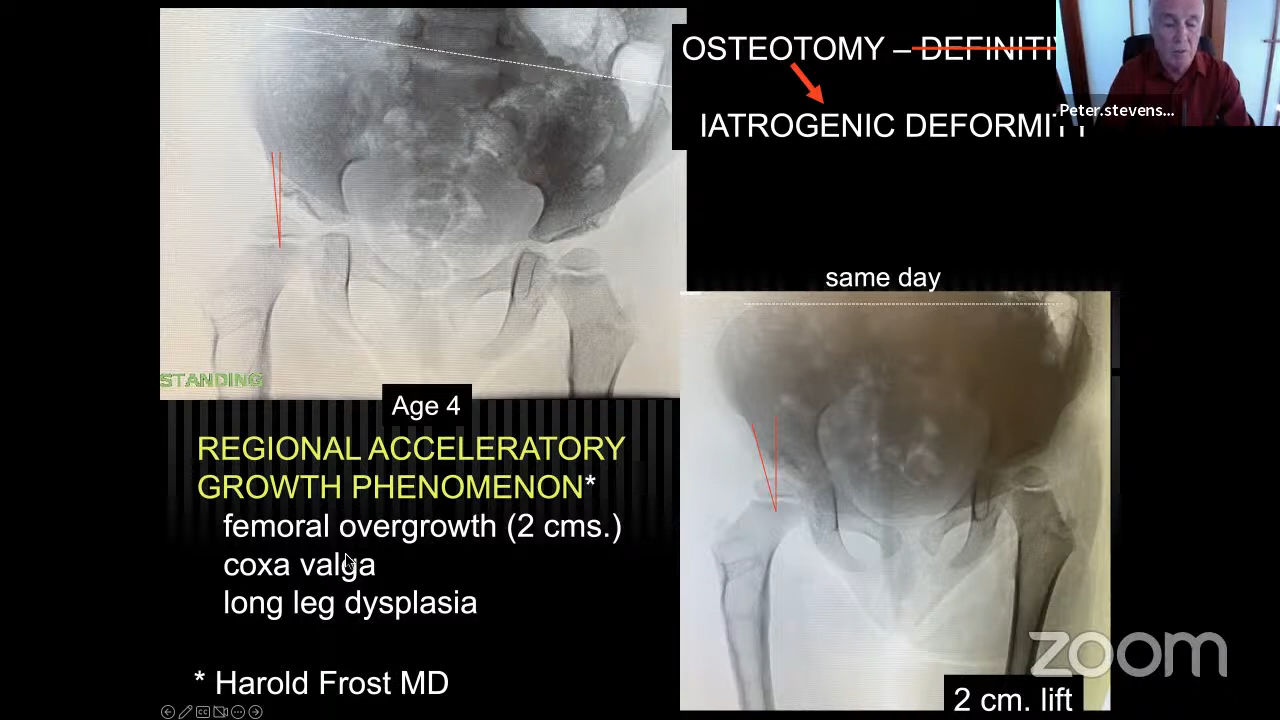 OSTEOTOMY – DEFINITI
IATROGENIC DEFORMITY
Peter.stevens...
same day
STANDING
Age 4
REGIONAL ACCELERATORY
GROWTH PHENOMENON*
femoral overgrowth (2 cms.)
coxa valga
long leg dysplasia
* Harold Frost MD
zoom
2 cm. lift